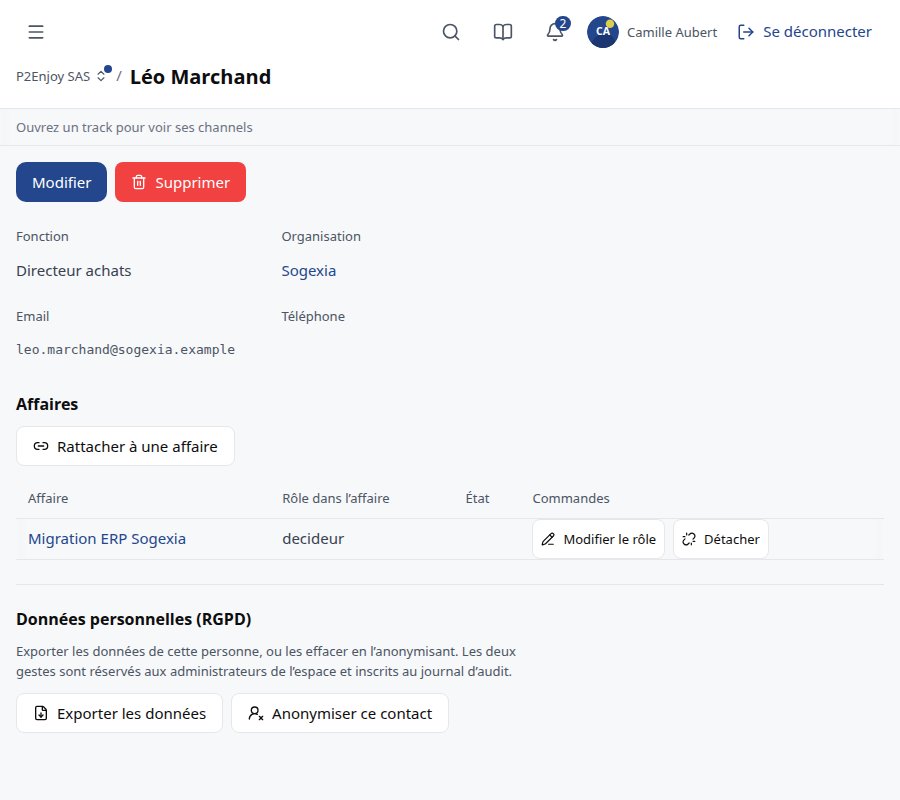 2
CA
Camille Aubert
Se déconnecter
P2Enjoy SAS / Léo Marchand
Ouvrez un track pour voir ses channels
Modifier
Supprimer
Fonction
Organisation
Directeur achats
Sogexia
Email
Téléphone
leo.marchand@sogexia.example
Affaires
Rattacher à une affaire
Affaire
Rôle dans l'affaire
État
Commandes
Migration ERP Sogexia
decideur
Modifier le rôle
Détacher
Données personnelles (RGPD)
Exporter les données de cette personne, ou les effacer en l'anonymisant. Les deux
gestes sont réservés aux administrateurs de l'espace et inscrits au journal d'audit.
Exporter les données
Anonymiser ce contact